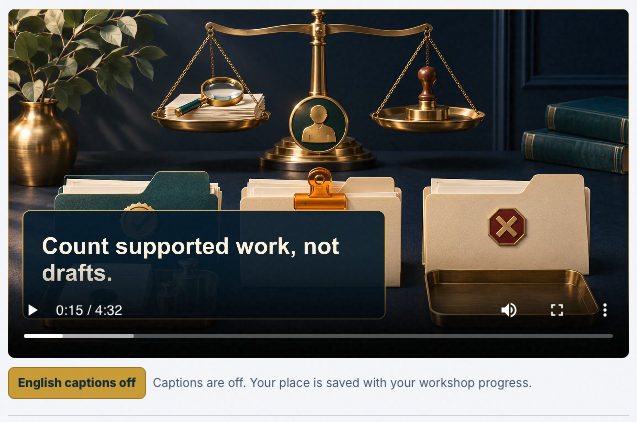 Count supported work, not
drafts.
0:15 / 4:32
English captions off
Captions are off. Your place is saved with your workshop progress.